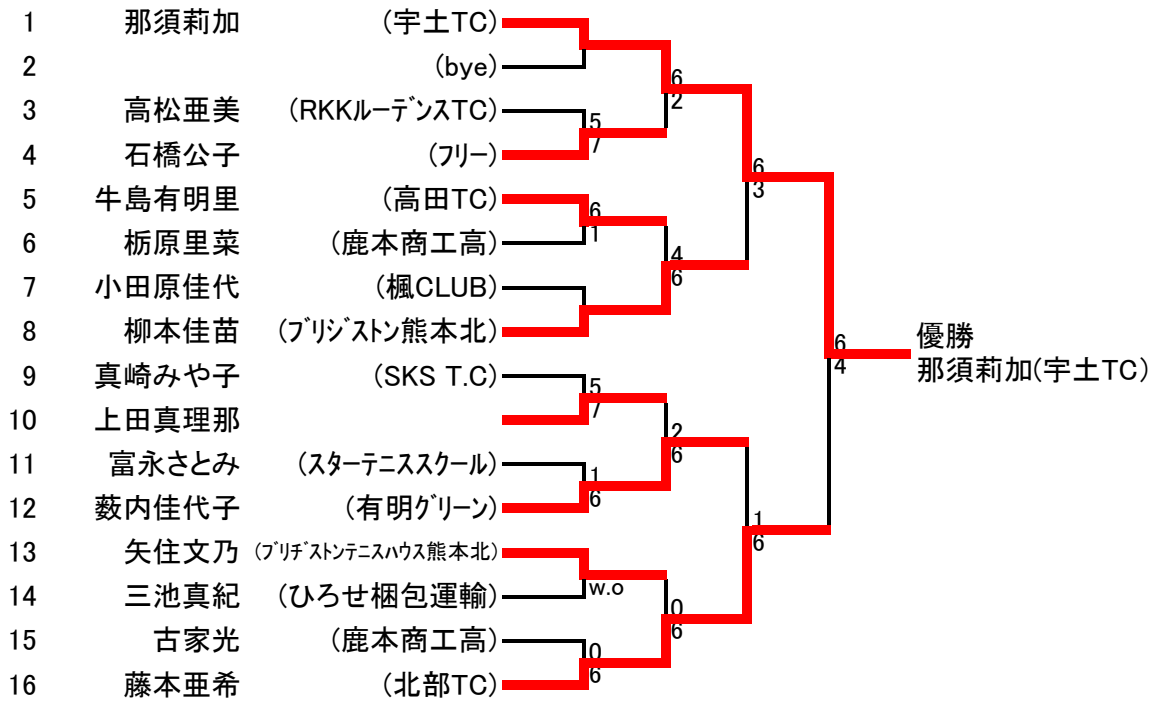 1 那須莉加 (宇土TC)
2 (bye)
6
2
3 高松亜美 (RKKルーデンスTC)
5
7
4 石橋公子 (フリー)
6
3
5 牛島有明里 (高田TC)
6
1
6 栃原里菜 (鹿本商工高)
4
6
7 小田原佳代 (楓CLUB)
8 柳本佳苗 (ブリジストン熊本北)
6
4
優勝
那須莉加(宇土TC)
9 真崎みや子 (SKS T.C)
5
7
10 上田真理那
2
6
11 富永さとみ (スターテニススクール)
1
6
12 薮内佳代子 (有明グリーン)
1
6
13 矢住文乃 (ブリヂストンテニスハウス熊本北)
w.o
14 三池真紀 (ひろせ梱包運輸)
0
6
15 古家光 (鹿本商工高)
0
6
16 藤本亜希 (北部TC)